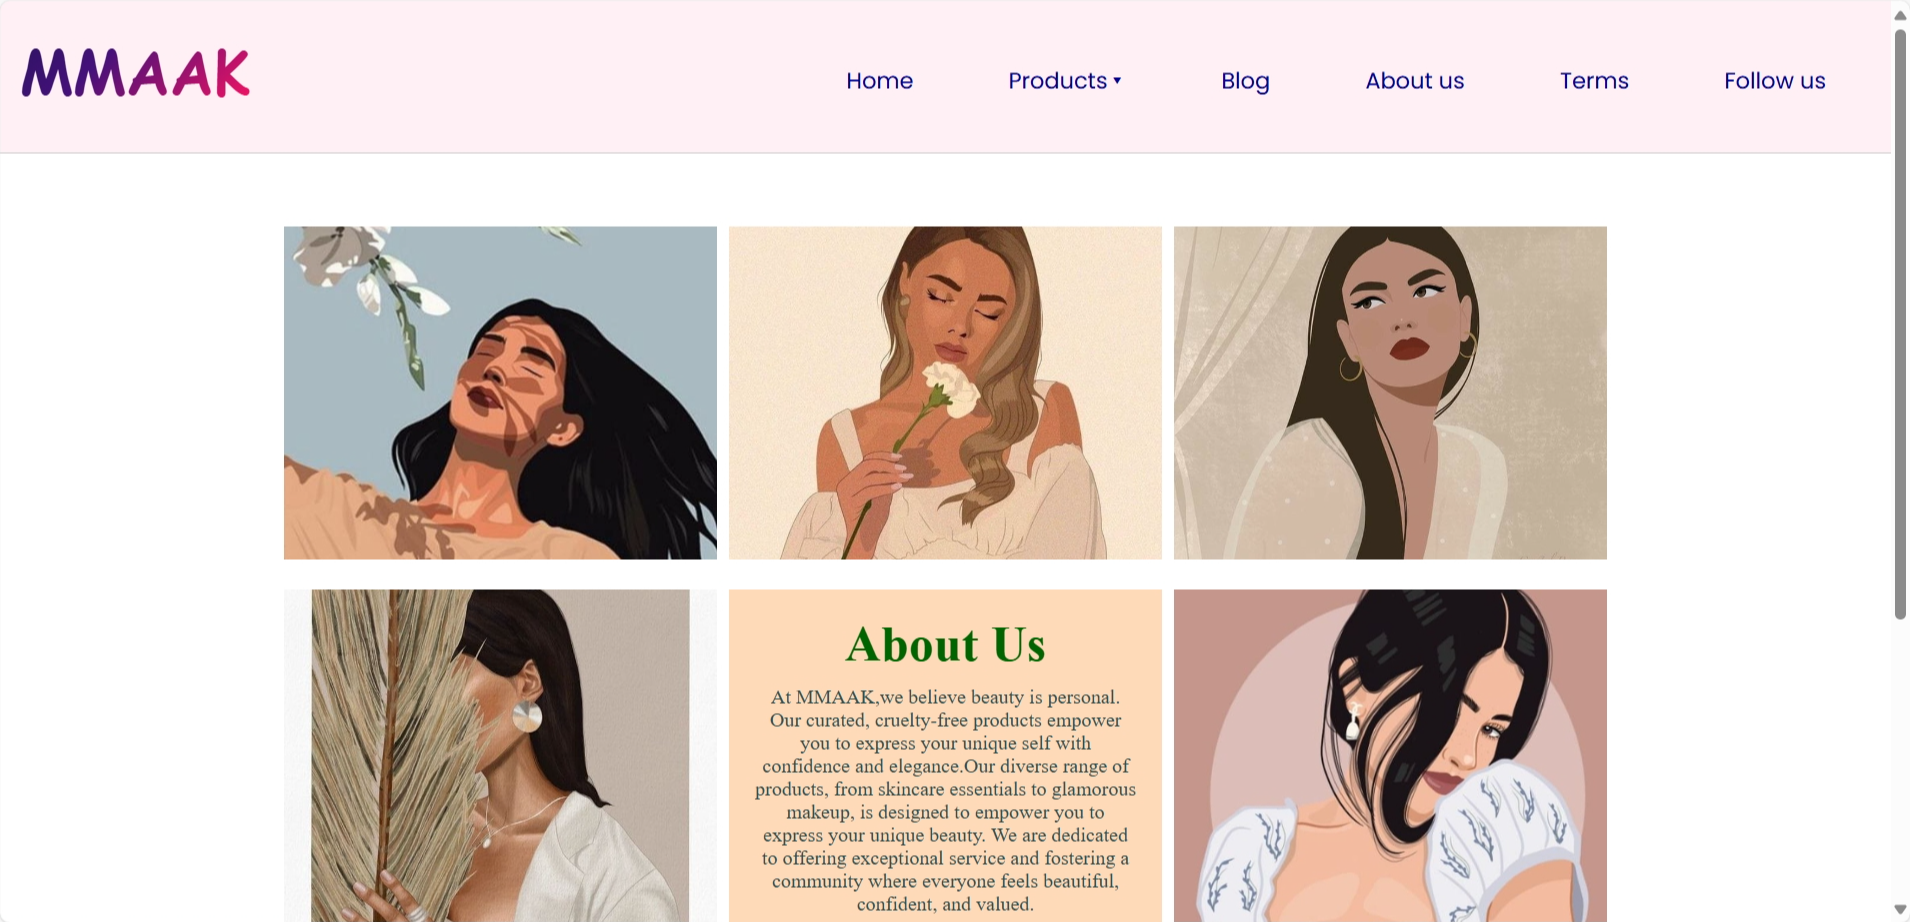 MMAAK
Home Products ▾ Blog About us Terms Follow us
About Us
At MMAAK,we believe beauty is personal.
Our curated, cruelty-free products empower
you to express your unique self with
confidence and elegance.Our diverse range of
products, from skincare essentials to glamorous
makeup, is designed to empower you to
express your unique beauty. We are dedicated
to offering exceptional service and fostering a
community where everyone feels beautiful,
confident, and valued.